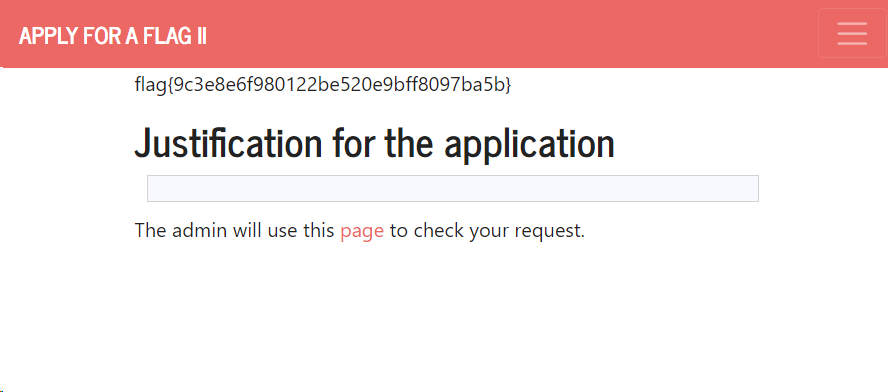 APPLY FOR A FLAG II
flag{9c3e8e6f980122be520e9bff8097ba5b}
Justification for the application
The admin will use this page to check your request.